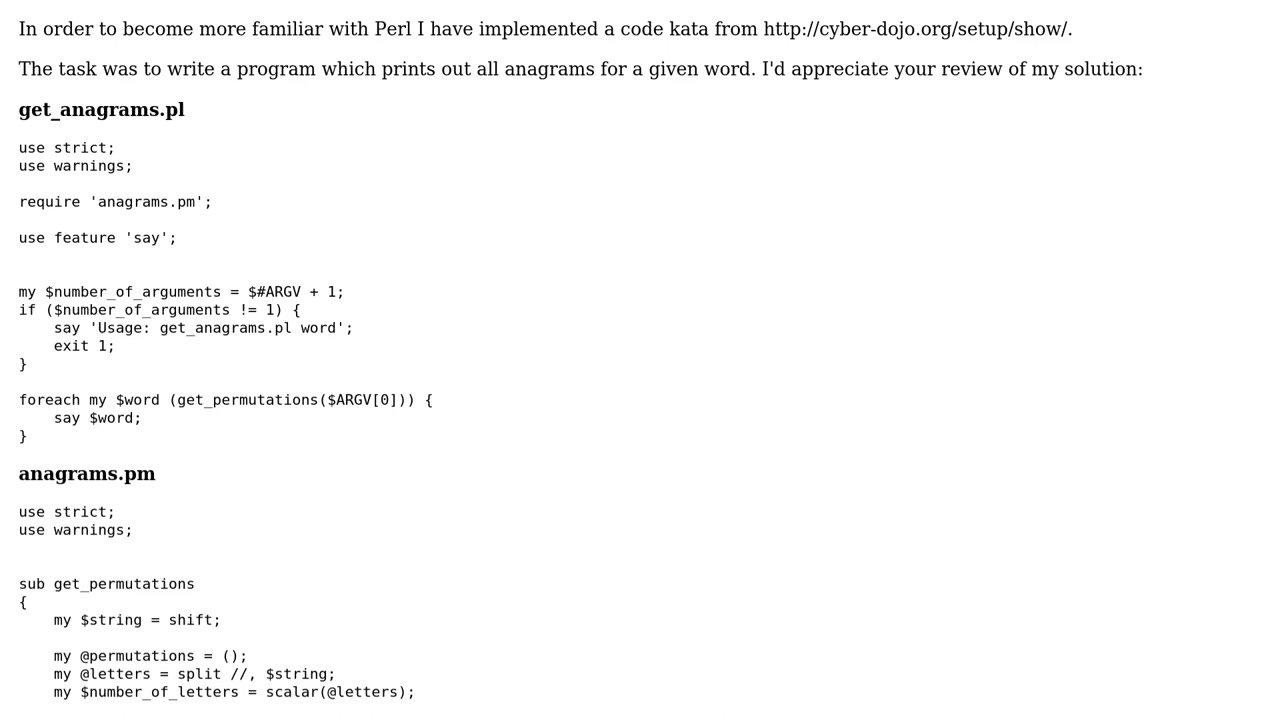 In order to become more familiar with Perl I have implemented a code kata from http://cyber-dojo.org/setup/show/.
The task was to write a program which prints out all anagrams for a given word. I'd appreciate your review of my solution:
get_anagrams.pl
use strict;
use warnings;
require 'anagrams.pm';
use feature 'say';
my $number_of_arguments = $#ARGV + 1;
if ($number_of_arguments != 1) {
    say 'Usage: get_anagrams.pl word';
    exit 1;
}
foreach my $word (get_permutations($ARGV[0])) {
    say $word;
}
anagrams.pm
use strict;
use warnings;
sub get_permutations
{
    my $string = shift;
    my @permutations = ();
    my @letters = split //, $string;
    my $number_of_letters = scalar(@letters);